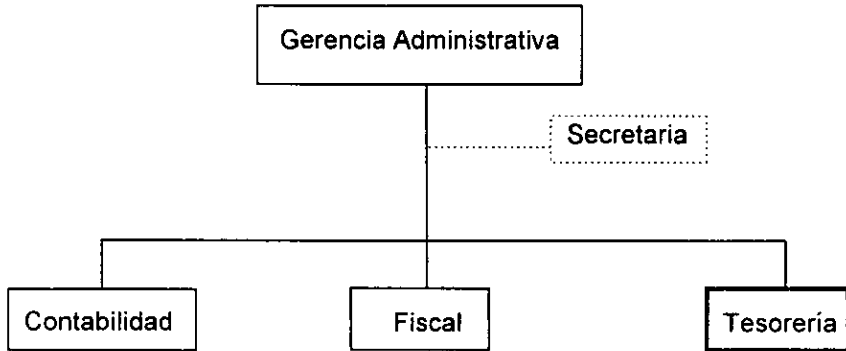 Gerencia Administrativa
Secretaria
Contabilidad
Fiscal
Tesorería